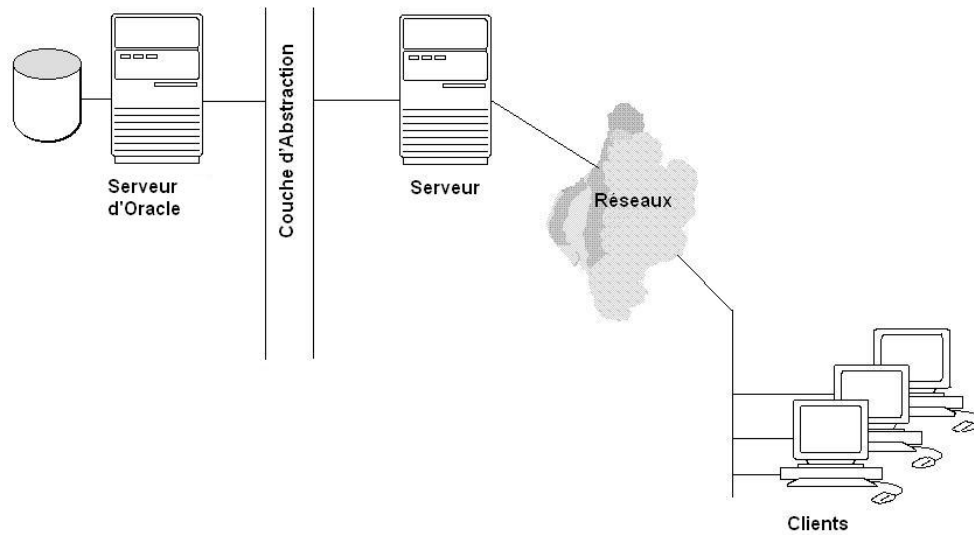 Serveur
d'Oracle
Couche d'Abstraction
Serveur
Réseaux
Clients